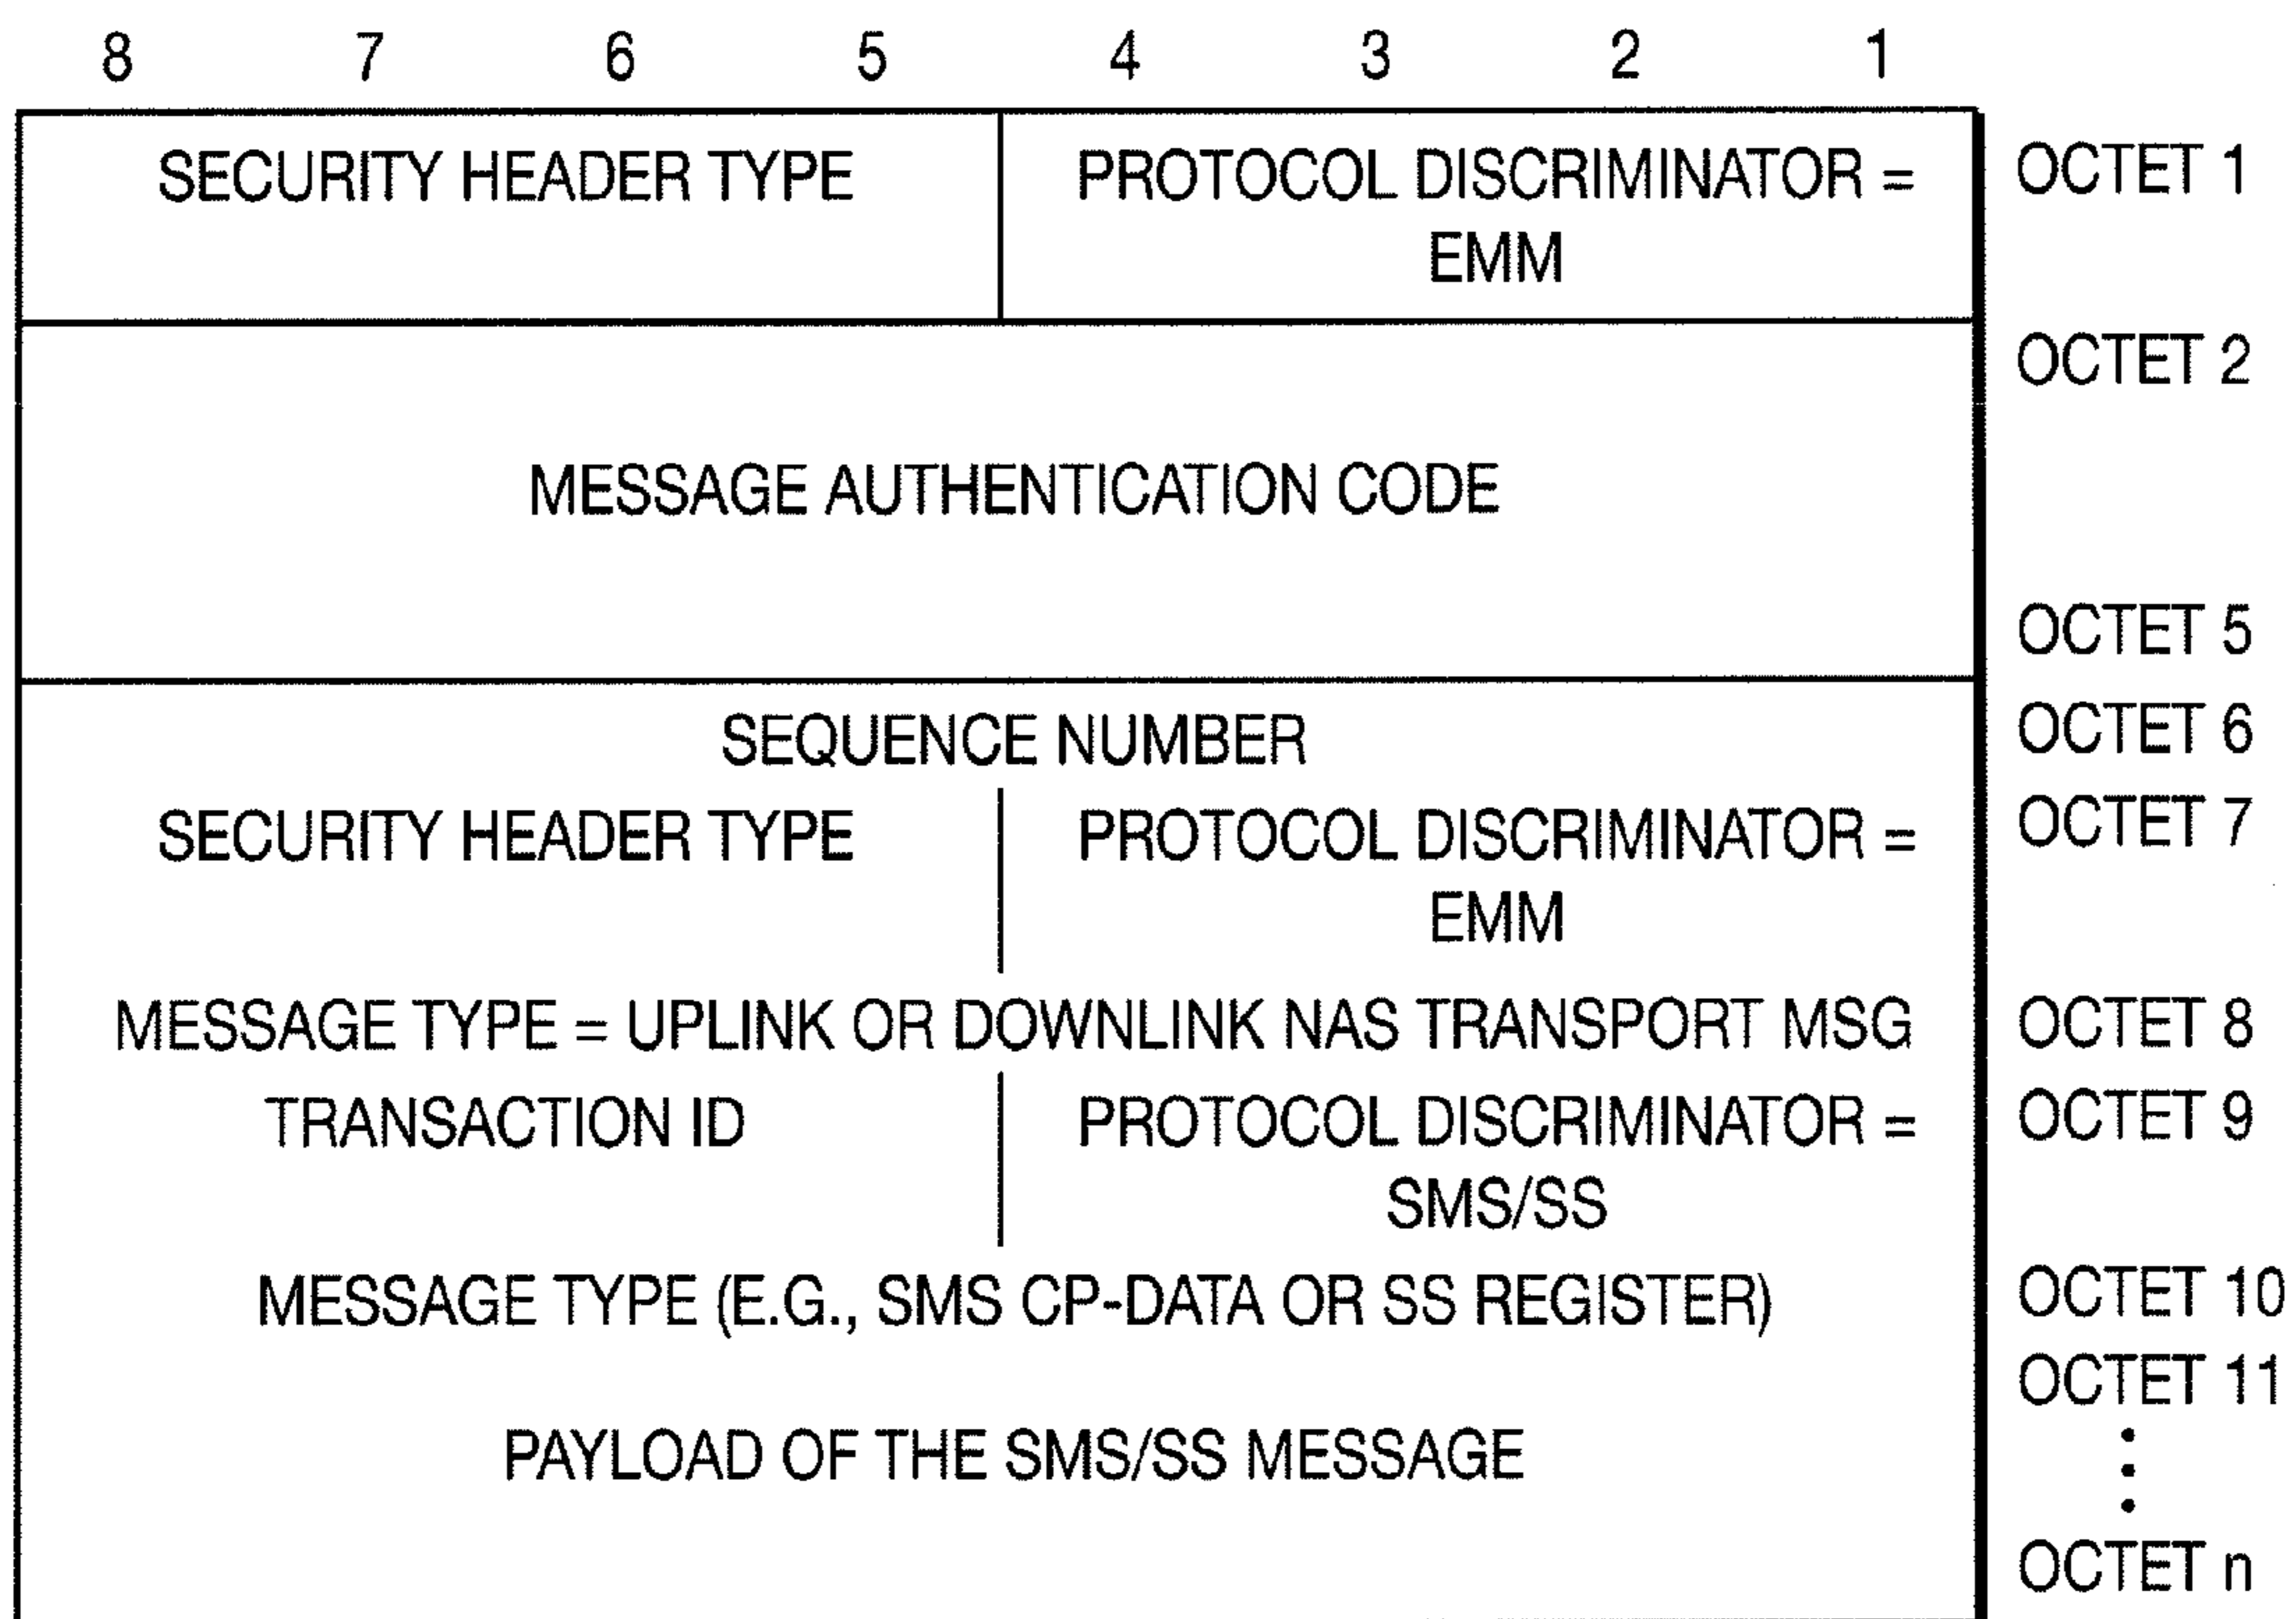 8 7 6 5 4 3 2 1
SECURITY HEADER TYPE PROTOCOL DISCRIMINATOR = OCTET 1
EMM
OCTET 2
MESSAGE AUTHENTICATION CODE
OCTET 5
SEQUENCE NUMBER OCTET 6
SECURITY HEADER TYPE PROTOCOL DISCRIMINATOR = OCTET 7
EMM
MESSAGE TYPE = UPLINK OR DOWNLINK NAS TRANSPORT MSG OCTET 8
TRANSACTION ID PROTOCOL DISCRIMINATOR = OCTET 9
SMS/SS
MESSAGE TYPE (E.G., SMS CP-DATA OR SS REGISTER) OCTET 10
OCTET 11
PAYLOAD OF THE SMS/SS MESSAGE
OCTET n